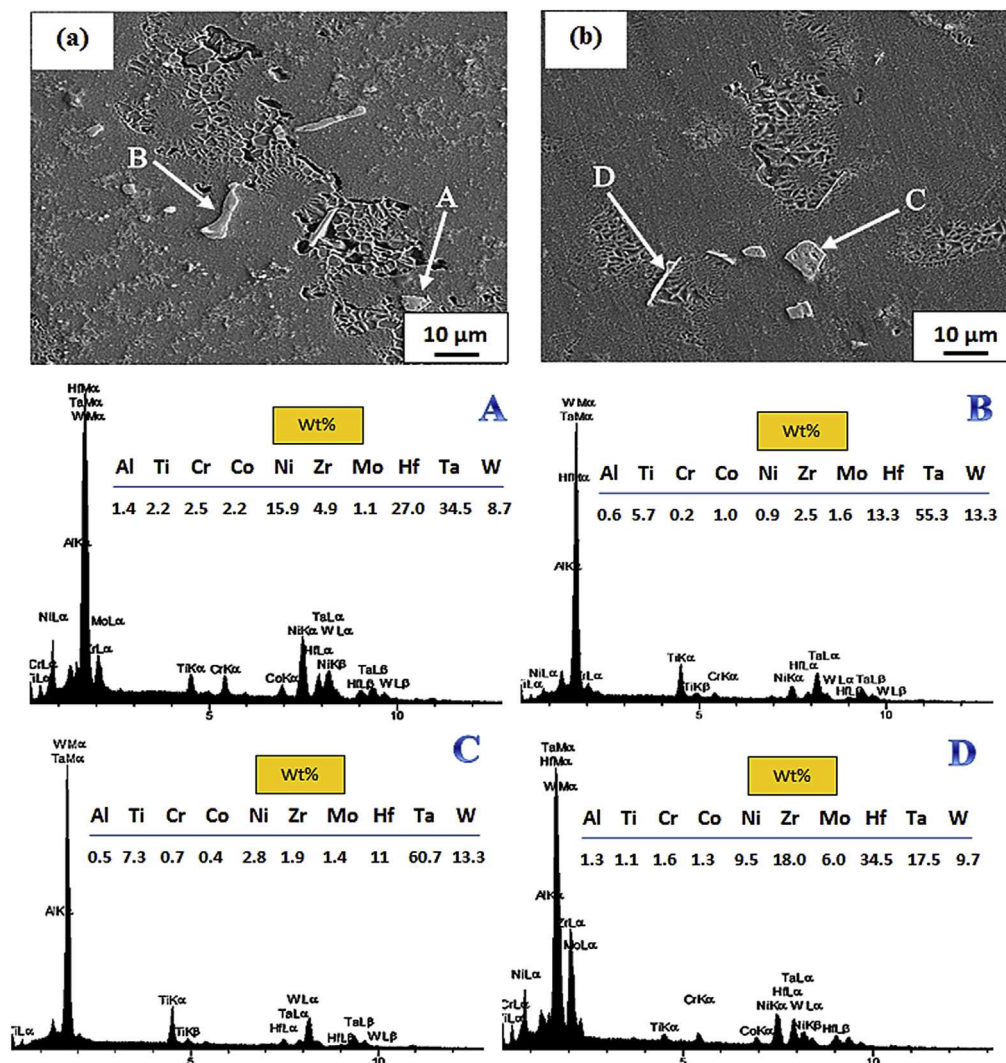 (a)
B
A
10 µm
(b)
D
C
10 µm
A
HfMα
TaMα
WMα
Wt%
Al Ti Cr Co Ni Zr Mo Hf Ta W
1.4 2.2 2.5 2.2 15.9 4.9 1.1 27.0 34.5 8.7
NiLα
MoLα
CrLα
TiKα
CrKα
CoKα
TaLα
NiKα WLα
HfLα
NiKβ
TaLβ
HfLβ
WLβ
5 10
B
WMα
TaMα
HfMα
Wt%
Al Ti Cr Co Ni Zr Mo Hf Ta W
0.6 5.7 0.2 1.0 0.9 2.5 1.6 13.3 55.3 13.3
NiLα
TiKα
TiKβ
CrKα
TaLα
HfLα
NiKα
WLα
TaLβ
WLβ
5 10
C
WMα
TaMα
Wt%
Al Ti Cr Co Ni Zr Mo Hf Ta W
0.5 7.3 0.7 0.4 2.8 1.9 1.4 11 60.7 13.3
TiKα
TiKβ
WLα
TaLα
HfLα
TaLβ
HfLβ
WLβ
5 10
D
TaMα
HfMα
WMα
Wt%
Al Ti Cr Co Ni Zr Mo Hf Ta W
1.3 1.1 1.6 1.3 9.5 18.0 6.0 34.5 17.5 9.7
ZrLα
MoLα
NiLα
CrLα
TiKα
CrKα
CoKα
TaLα
HfLα
NiKα WLα
NiKβ
HfLβ
5 10